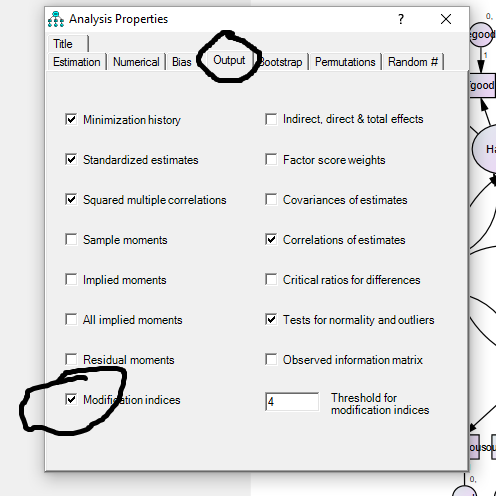 Analysis Properties
?
Title
Estimation Numerical Bias Output Bootstrap Permutations Random #
Minimization history
Indirect, direct & total effects
Standardized estimates
Factor score weights
Squared multiple correlations
Covariances of estimates
Sample moments
Correlations of estimates
Implied moments
Critical ratios for differences
All implied moments
Tests for normality and outliers
Residual moments
Observed information matrix
Modification indices
4
Threshold for
modification indices
0,
1
good
Ha
0,